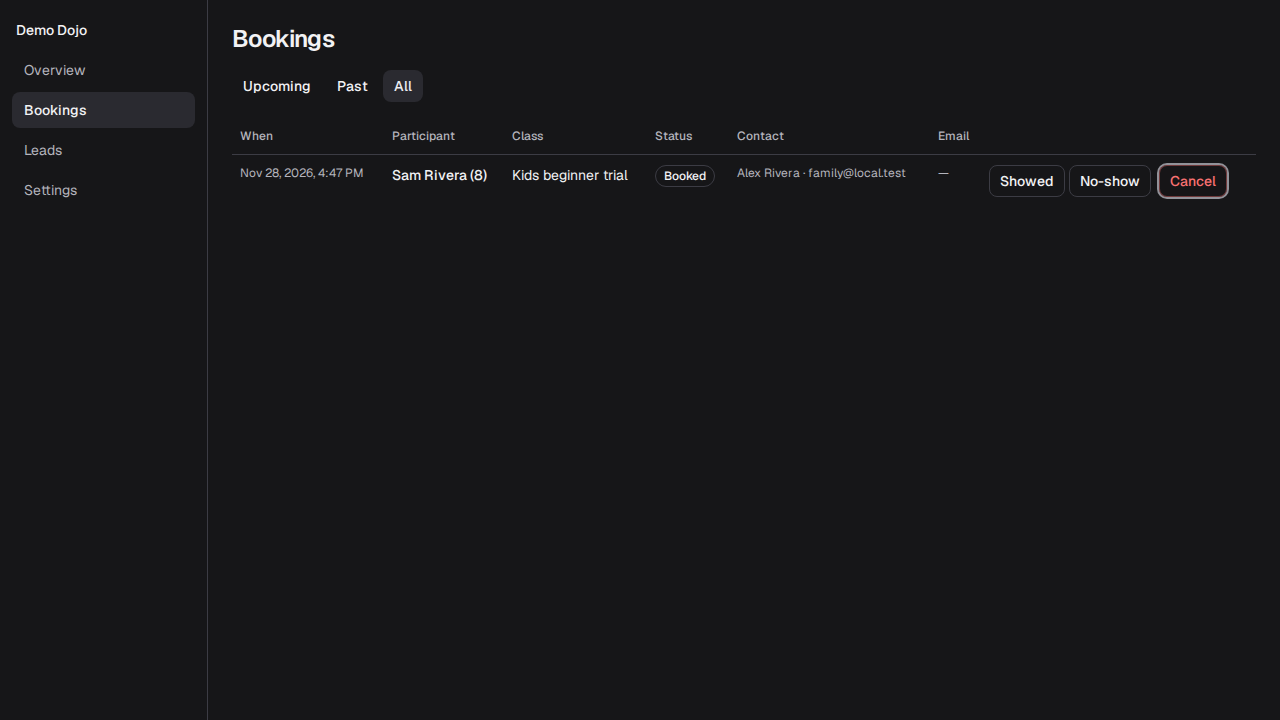 Demo Dojo
Overview
Bookings
Leads
Settings
Bookings
Upcoming Past All
When Participant Class Status Contact Email
Nov 28, 2026, 4:47 PM Sam Rivera (8) Kids beginner trial Booked Alex Rivera · family@local.test — Showed No-show Cancel